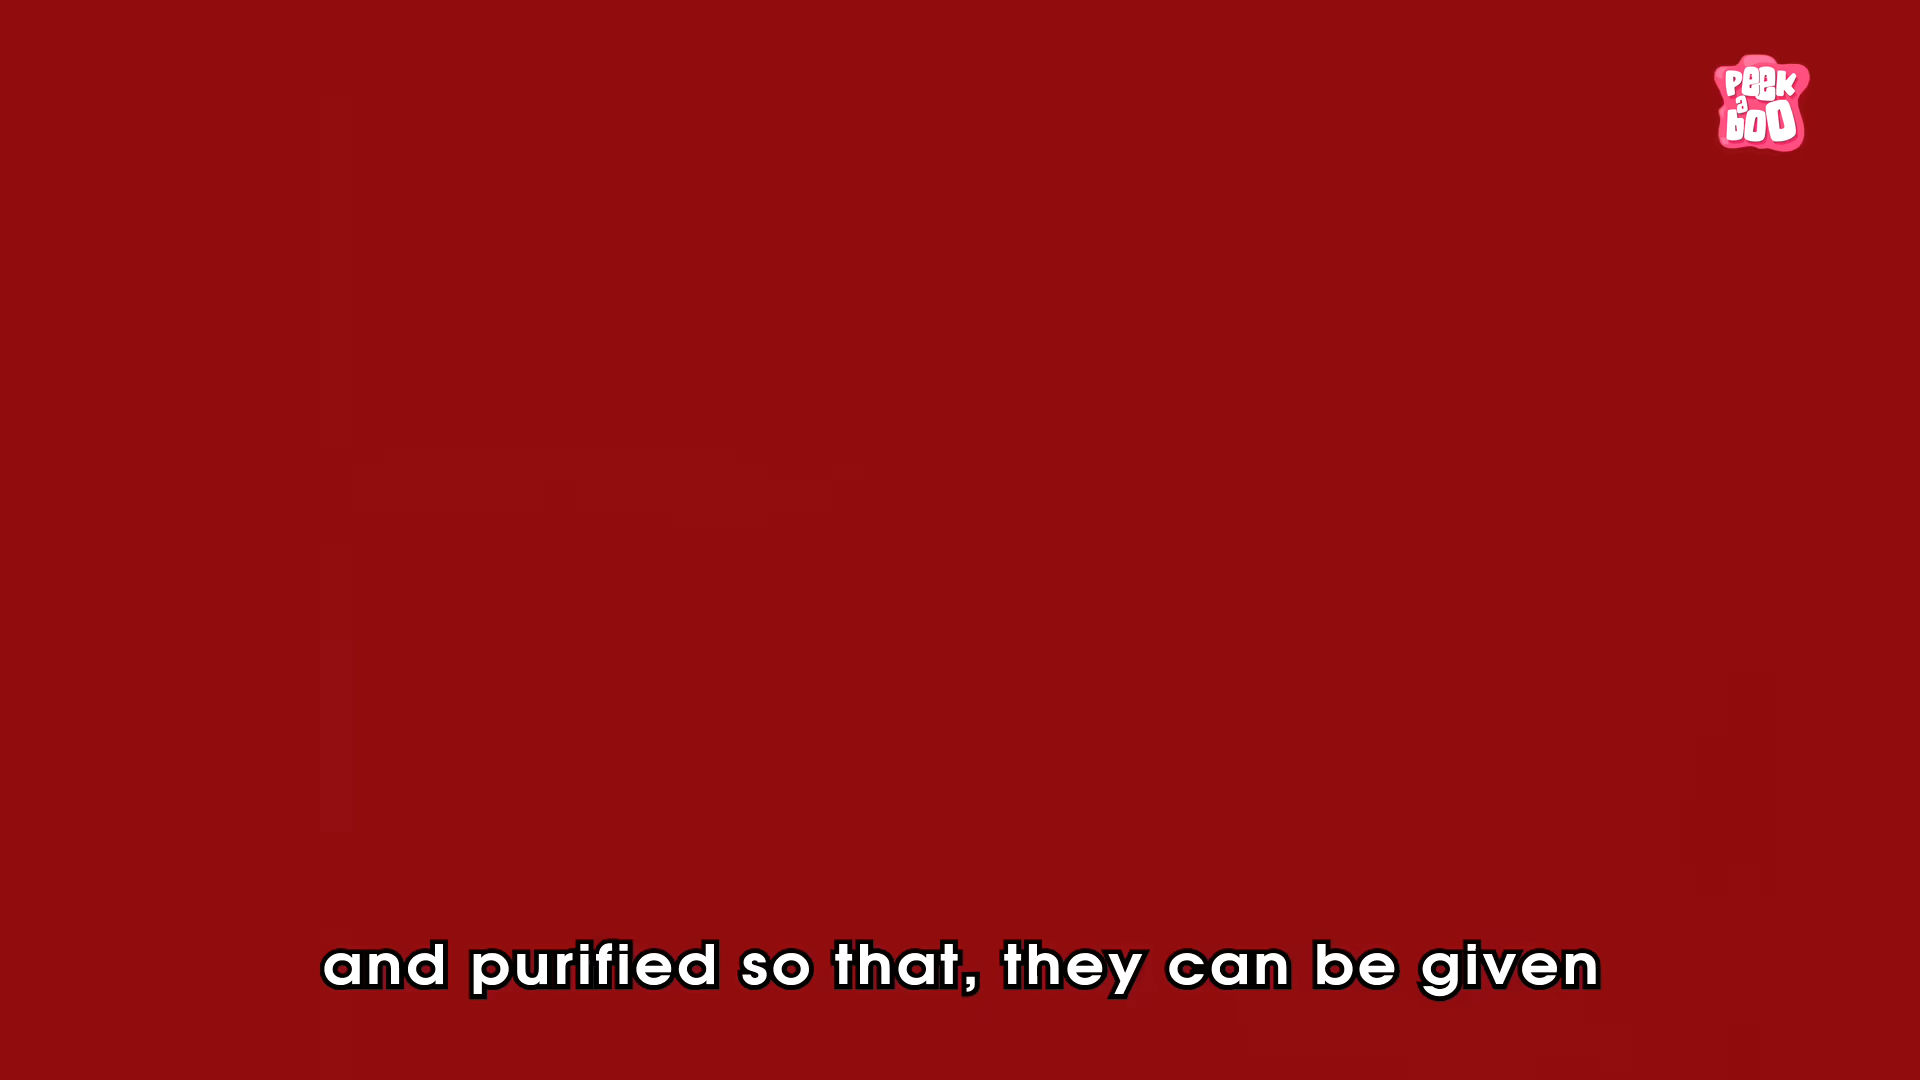 PEEK
a
boo
and purified so that, they can be given